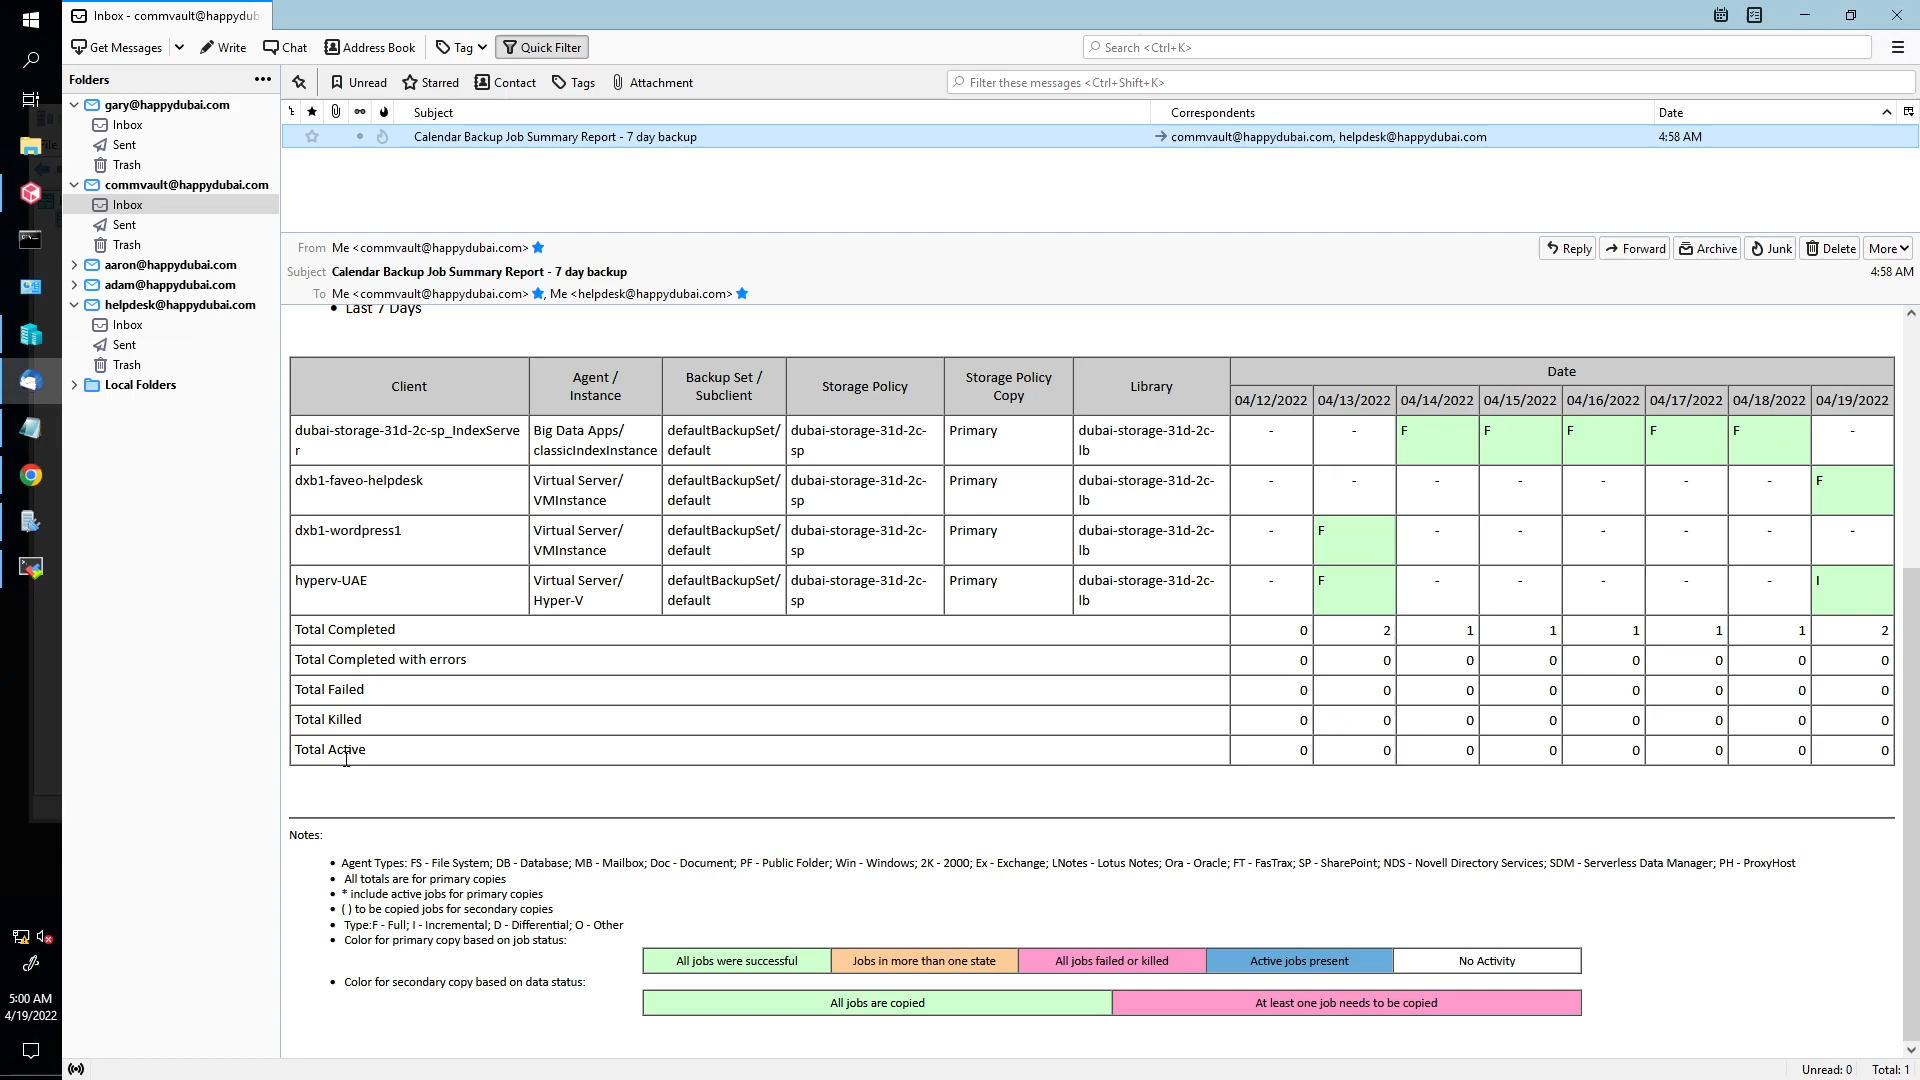 Inbox - commvault@happydub
Get Messages Write Chat Address Book Tag Quick Filter Search <Ctrl+K>
Folders ••• Unread Starred Contact Tags Attachment Filter these messages <Ctrl+Shift+K>
gary@happydubai.com
Inbox
Sent
Trash
commvault@happydubai.com
Inbox
Sent
Trash
aaron@happydubai.com
adam@happydubai.com
helpdesk@happydubai.com
Inbox
Sent
Trash
Local Folders
File
Subject Correspondents Date
Calendar Backup Job Summary Report - 7 day backup commvault@happydubai.com, helpdesk@happydubai.com 4:58 AM
From Me <commvault@happydubai.com> Reply Forward Archive Junk Delete More
Subject Calendar Backup Job Summary Report - 7 day backup 4:58 AM
To Me <commvault@happydubai.com>, Me <helpdesk@happydubai.com>
• Last 7 Days
Client Agent / Instance Backup Set / Subclient Storage Policy Storage Policy Copy Library Date
04/12/2022 04/13/2022 04/14/2022 04/15/2022 04/16/2022 04/17/2022 04/18/2022 04/19/2022
dubai-storage-31d-2c-sp_IndexServe Big Data Apps/ defaultBackupSet/ dubai-storage-31d-2c- Primary dubai-storage-31d-2c- - - F F F F F -
r classicIndexInstance default sp lb
dxb1-faveo-helpdesk Virtual Server/ defaultBackupSet/ dubai-storage-31d-2c- Primary dubai-storage-31d-2c- - - - - - - - F
VMInstance default sp lb
dxb1-wordpress1 Virtual Server/ defaultBackupSet/ dubai-storage-31d-2c- Primary dubai-storage-31d-2c- - F - - - - - -
VMInstance default sp lb
hyperv-UAE Virtual Server/ defaultBackupSet/ dubai-storage-31d-2c- Primary dubai-storage-31d-2c- - F - - - - - I
Hyper-V default sp lb
Total Completed 0 2 1 1 1 1 1 2
Total Completed with errors 0 0 0 0 0 0 0 0
Total Failed 0 0 0 0 0 0 0 0
Total Killed 0 0 0 0 0 0 0 0
Total Active 0 0 0 0 0 0 0 0
Notes:
• Agent Types: FS - File System; DB - Database; MB - Mailbox; Doc - Document; PF - Public Folder; Win - Windows; 2K - 2000; Ex - Exchange; LNotes - Lotus Notes; Ora - Oracle; FT - FasTrax; SP - SharePoint; NDS - Novell Directory Services; SDM - Serverless Data Manager; PH - ProxyHost
• All totals are for primary copies
• * include active jobs for primary copies
• ( ) to be copied jobs for secondary copies
• Type:F - Full; I - Incremental; D - Differential; O - Other
• Color for primary copy based on job status:
All jobs were successful Jobs in more than one state All jobs failed or killed Active jobs present No Activity
• Color for secondary copy based on data status:
All jobs are copied At least one job needs to be copied
5:00 AM
4/19/2022
Unread: 0 Total: 1